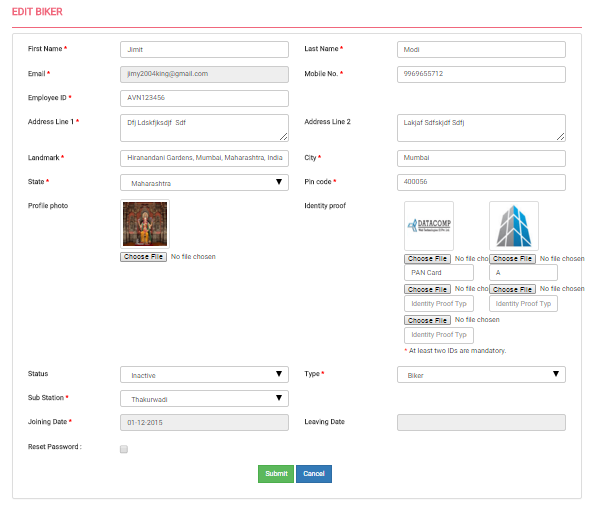 EDIT BIKER
First Name * Jimit Last Name * Modi
Email * jimy2004king@gmail.com Mobile No. * 9969655712
Employee ID * AVN123456
Address Line 1 * Dfj Ldskfjksdjf Sdf Address Line 2 Lakjaf Sdfskjdf Sdfj
Landmark * Hiranandani Gardens, Mumbai, Maharashtra, India City * Mumbai
State * Maharashtra Pin code * 400056
Profile photo Identity proof
DATACOMP
Choose File No file chosen Choose File No file cho Choose File No file chosen
PAN Card A
Choose File No file cho Choose File No file chosen
Identity Proof Typ Identity Proof Typ
Choose File No file chosen
Identity Proof Typ
* At least two IDs are mandatory.
Status Inactive Type * Biker
Sub Station * Thakurwadi
Joining Date * 01-12-2015 Leaving Date
Reset Password :
Submit Cancel